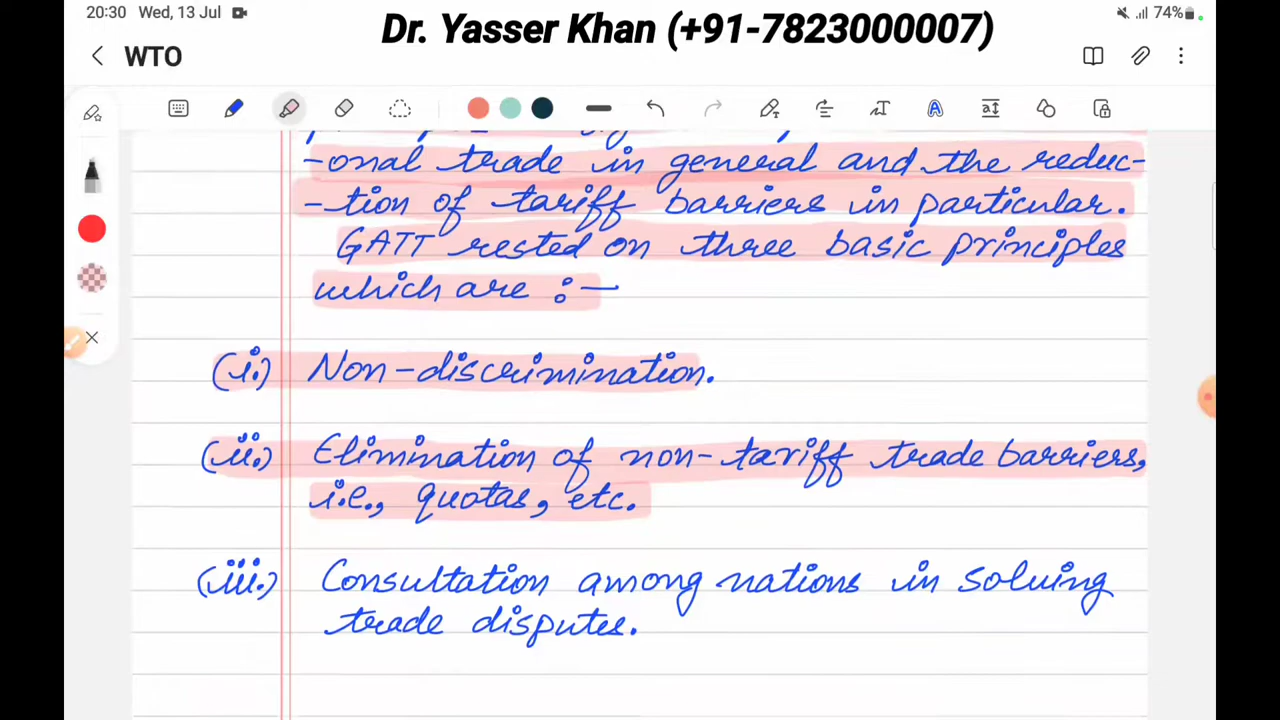 20:30 Wed, 13 Jul
74%
Dr. Yasser Khan (+91-7823000007)
WTO
-onal trade in general and the reduc-
-tion of tariff barriers in particular.
GATT rested on three basic principles
which are :-
(i.) Non-discrimination.
(ii.) Elimination of non-tariff trade barriers,
i.e., quotas, etc.
(iii.) Consultation among nations in solving
trade disputes.